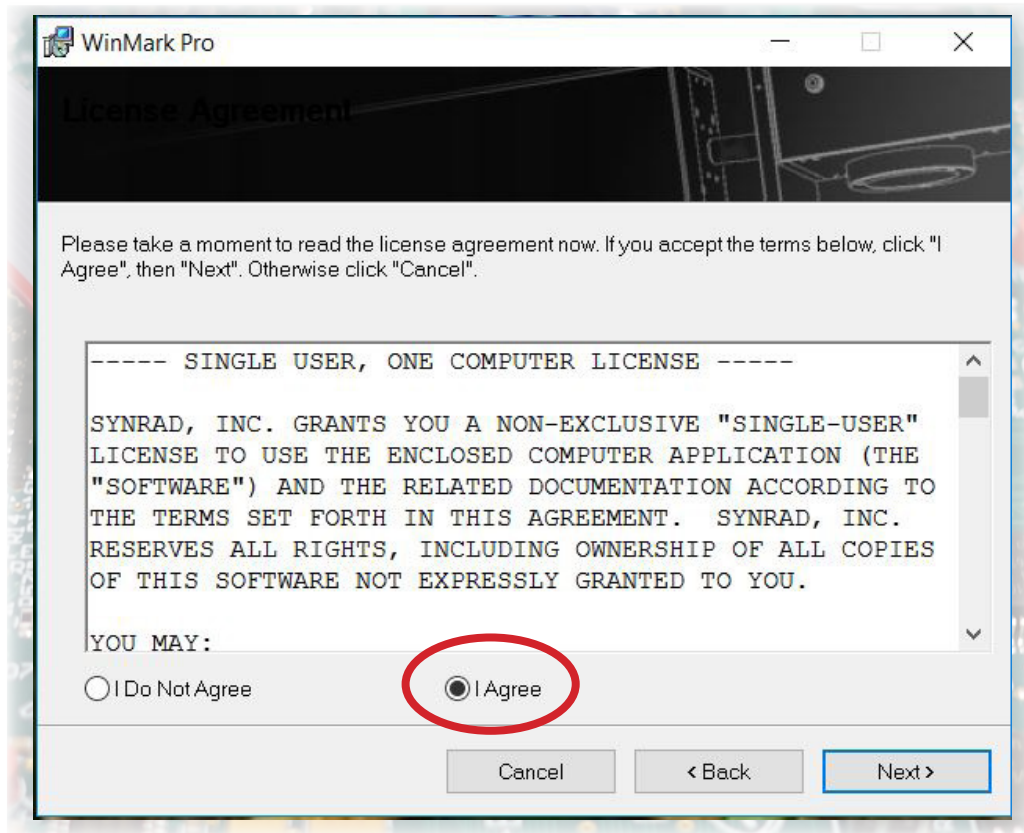 WinMark Pro
License Agreement
Please take a moment to read the license agreement now. If you accept the terms below, click "I
Agree", then "Next". Otherwise click "Cancel".
----- SINGLE USER, ONE COMPUTER LICENSE -----
SYNRAD, INC. GRANTS YOU A NON-EXCLUSIVE "SINGLE-USER"
LICENSE TO USE THE ENCLOSED COMPUTER APPLICATION (THE
"SOFTWARE") AND THE RELATED DOCUMENTATION ACCORDING TO
THE TERMS SET FORTH IN THIS AGREEMENT.  SYNRAD, INC.
RESERVES ALL RIGHTS, INCLUDING OWNERSHIP OF ALL COPIES
OF THIS SOFTWARE NOT EXPRESSLY GRANTED TO YOU.
YOU MAY:
I Do Not Agree I Agree
Cancel < Back Next >